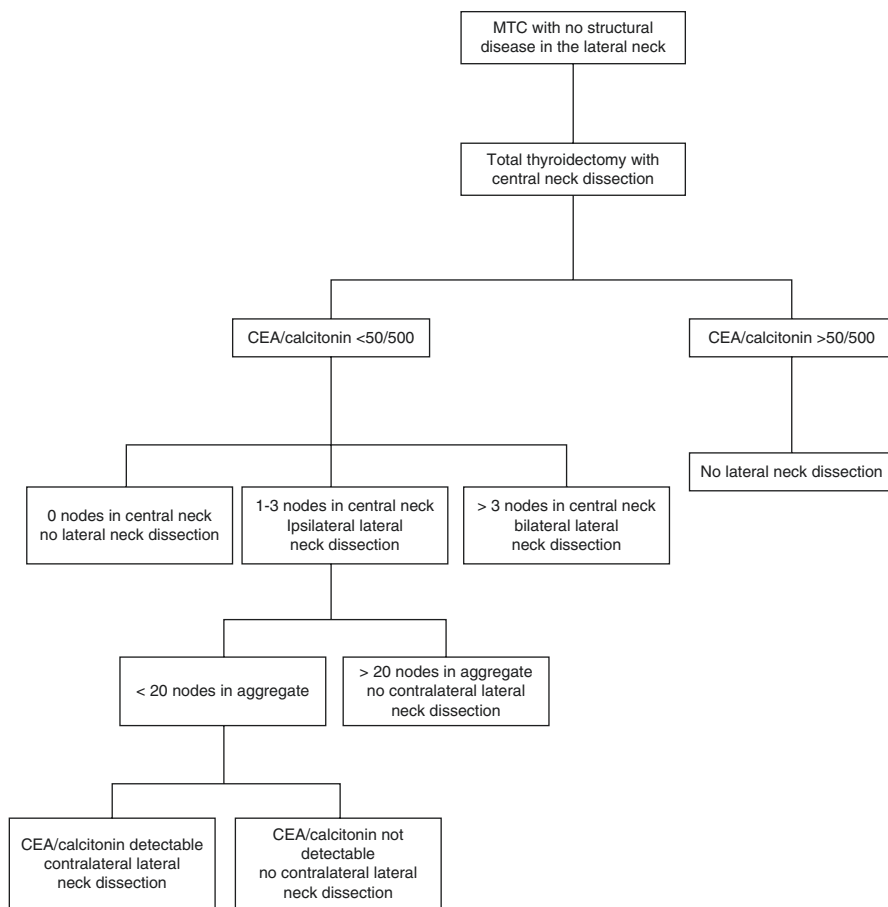 MTC with no structural
disease in the lateral neck
Total thyroidectomy with
central neck dissection
CEA/calcitonin <50/500
CEA/calcitonin >50/500
No lateral neck dissection
0 nodes in central neck
no lateral neck dissection
1-3 nodes in central neck
Ipsilateral lateral
neck dissection
> 3 nodes in central neck
bilateral lateral
neck dissection
< 20 nodes in aggregate
> 20 nodes in aggregate
no contralateral lateral
neck dissection
CEA/calcitonin detectable
contralateral lateral
neck dissection
CEA/calcitonin not
detectable
no contralateral lateral
neck dissection